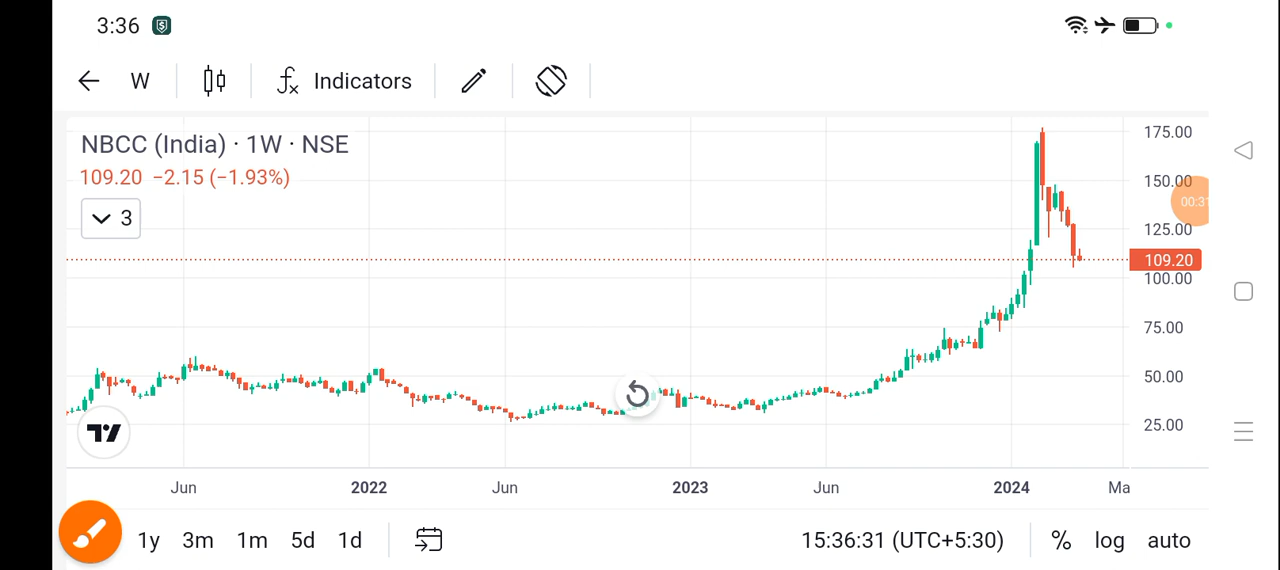 3:36
W Indicators
NBCC (India) · 1W · NSE
109.20 −2.15 (−1.93%)
3
175.00
150.00
00:31
125.00
109.20
100.00
75.00
50.00
25.00
Jun 2022 Jun 2023 Jun 2024 Ma
1y 3m 1m 5d 1d 15:36:31 (UTC+5:30) % log auto